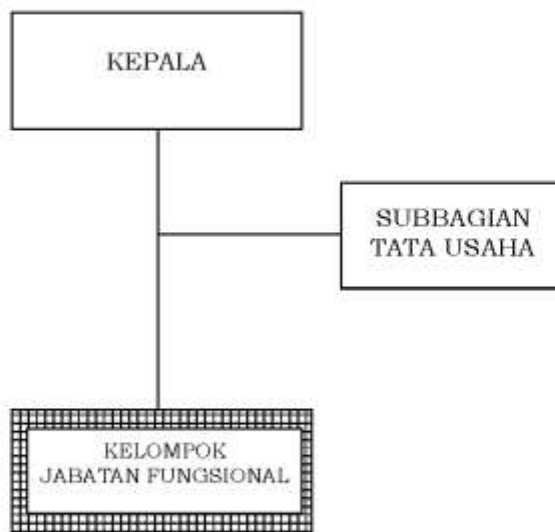 KEPALA
SUBBAGIAN
TATA USAHA
KELOMPOK
JABATAN FUNGSIONAL